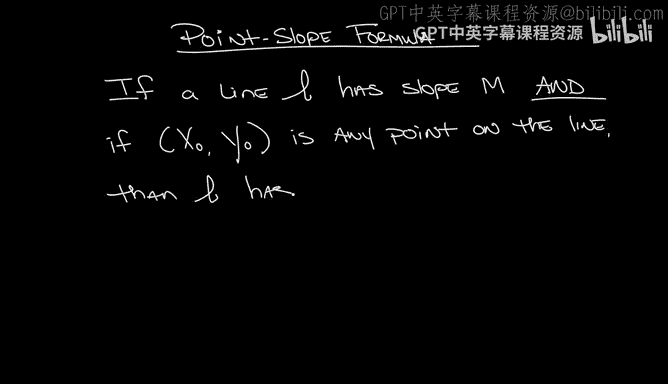 GPT中英字幕课程资源@bilibili.com
GPT中英字幕课程资源 bilibili
POINT-SLOPE FORMULA
If a LINE l HAS SLOPE M AND
if (X₀, Y₀) is ANY POINT ON the LINE,
than l has